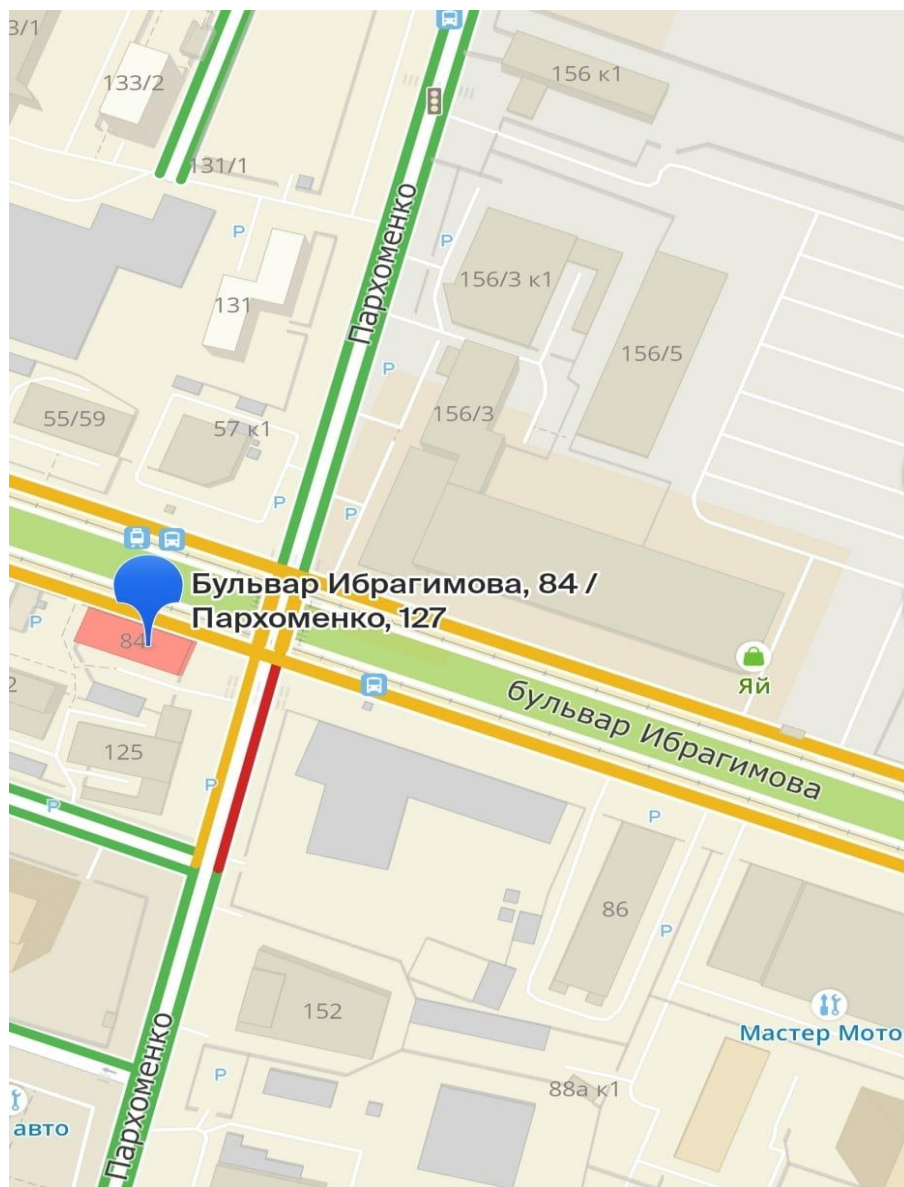 3/1
133/2
156 к1
131/1
Р
Р
Пархоменко
156/3 к1
131
156/5
Р
55/59
57 к1
156/3
Р
Р
Бульвар Ибрагимова, 84 /
Пархоменко, 127
Р
84
Яй
бульвар Ибрагимова
2
125
Р
Р
Р
86
Р
152
Мастер Мото
Пархоменко
Р
88а к1
авто